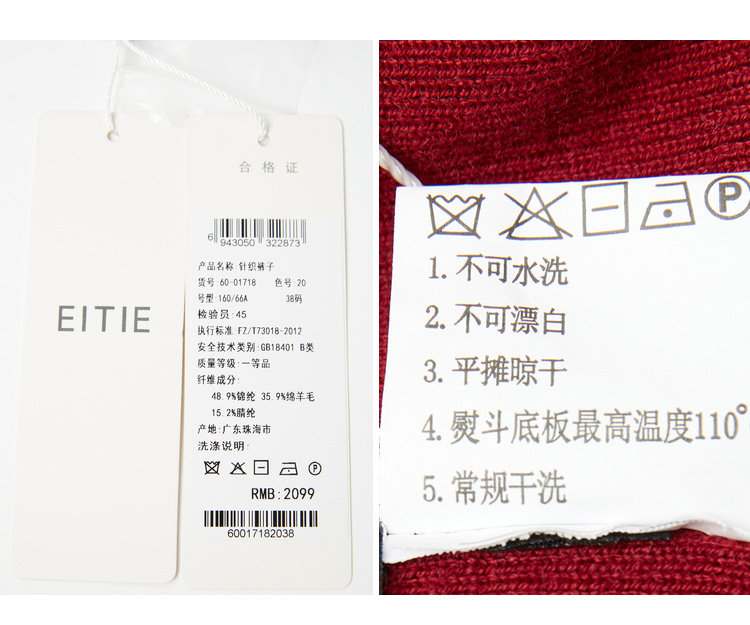 EITIE
合格证
6 943050 322873
产品名称 针织裤子
货号 60-01718 色号 20
号型 160/66A 38码
检验员: 45
执行标准: FZ/T73018-2012
安全技术类别: GB18401 B类
质量等级: 一等品
纤维成分:
48.9%锦纶 35.9%绵羊毛
15.2%腈纶
产地: 广东珠海市
洗涤说明:
P
RMB: 2099
60017182038
P
1. 不可水洗
2. 不可漂白
3. 平摊晾干
4. 熨斗底板最高温度110°
5. 常规干洗